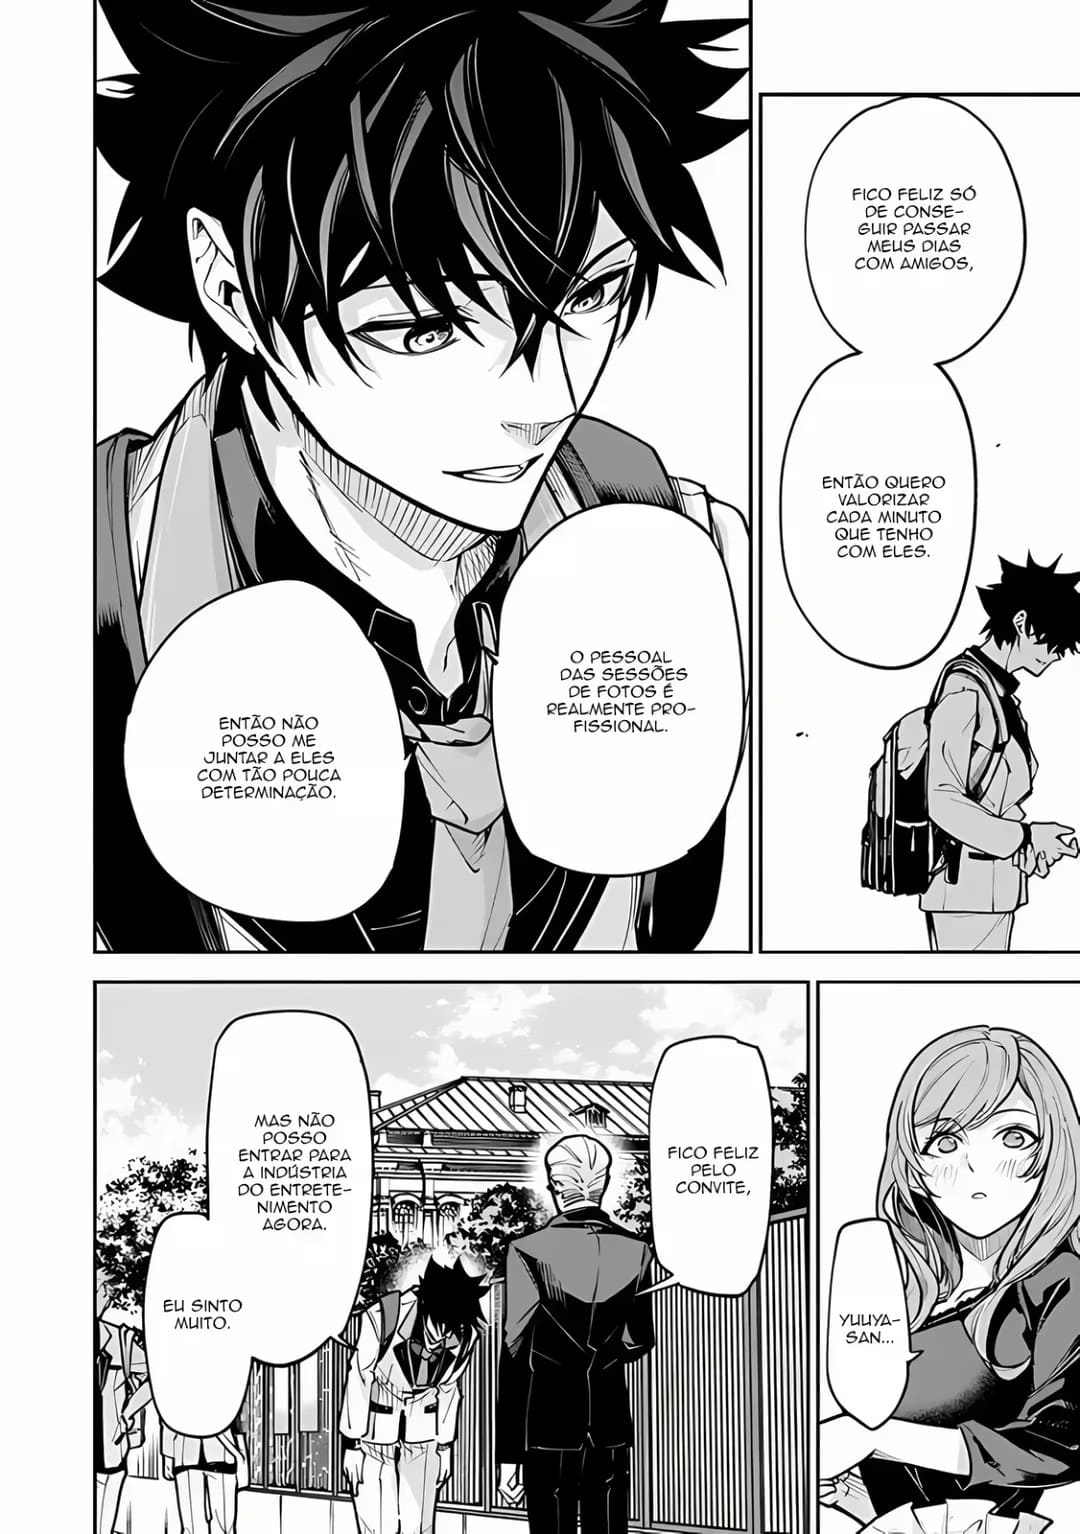 FICO FELIZ SÓ
DE CONSE-
GUIR PASSAR
MEUS DIAS
COM AMIGOS,
ENTÃO QUERO
VALORIZAR
CADA MINUTO
QUE TENHO
COM ELES.
O PESSOAL
DAS SESSÕES
DE FOTOS É
REALMENTE PRO-
FISSIONAL.
ENTÃO NÃO
POSSO ME
JUNTAR A ELES
COM TÃO POUCA
DETERMINAÇÃO.
YUUYA-
SAN...
FICO FELIZ
PELO
CONVITE,
MAS NÃO
POSSO
ENTRAR PARA
A INDÚSTRIA
DO ENTRETE-
NIMENTO
AGORA.
EU SINTO
MUITO.